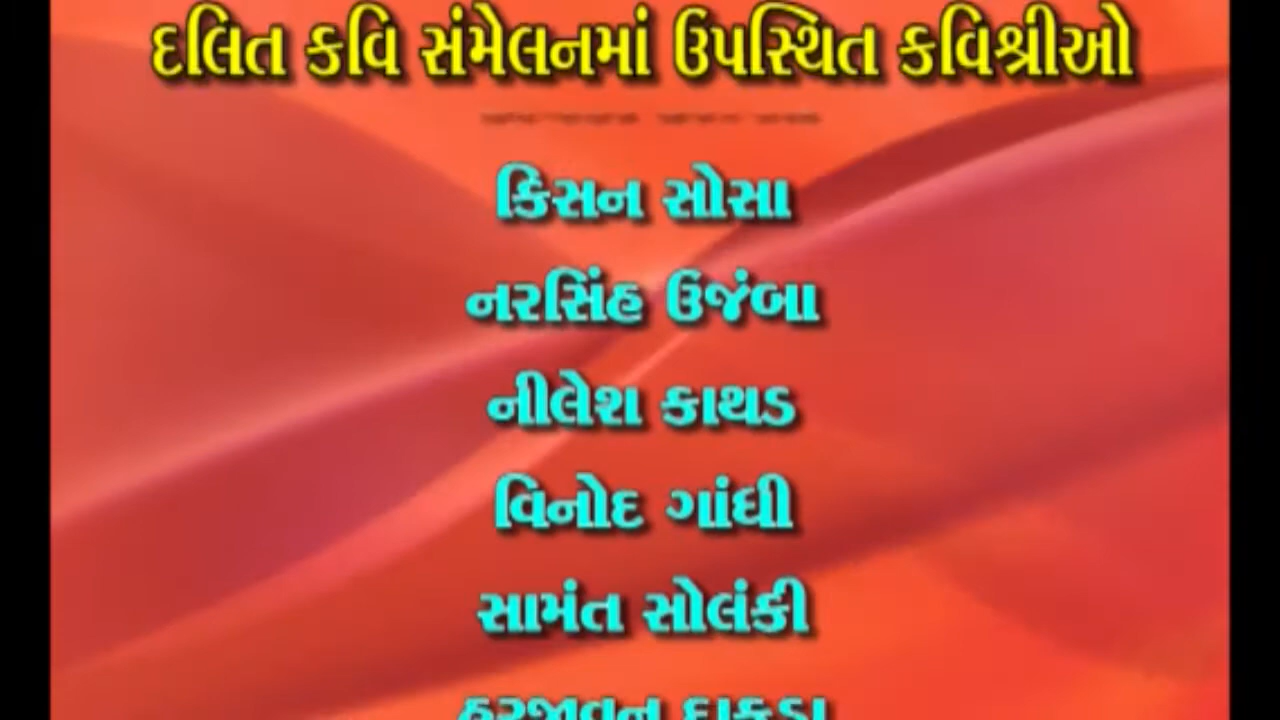 દલિત કવિ સંમેલનમાં ઉપસ્થિત કવિશ્રીઓ
કિસન સોસા
નરસિંહ ઉજંબા
નીલેશ કાથડ
વિનોદ ગાંધી
સામંત સોલંકી